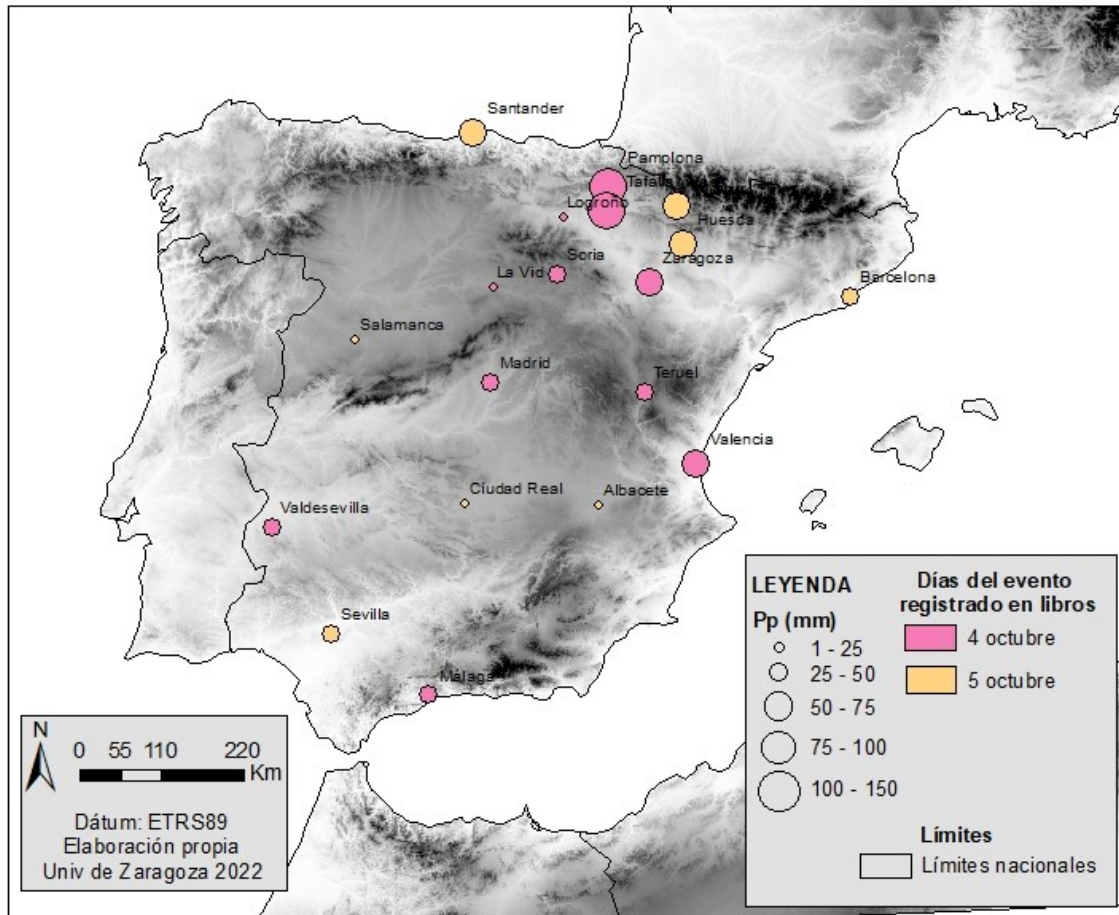 Santander
Pamplona
Tafalla
Logroño
Huesca
Soria
Zaragoza
La Vid
Barcelona
Salamanca
Madrid
Teruel
Valencia
Ciudad Real
Albacete
Valdesevilla
Sevilla
Málaga
N
0 55 110 220
Km
Dátum: ETRS89
Elaboración propia
Univ de Zaragoza 2022
LEYENDA
Pp (mm)
1 - 25
25 - 50
50 - 75
75 - 100
100 - 150
Días del evento
registrado en libros
4 octubre
5 octubre
Límites
Límites nacionales